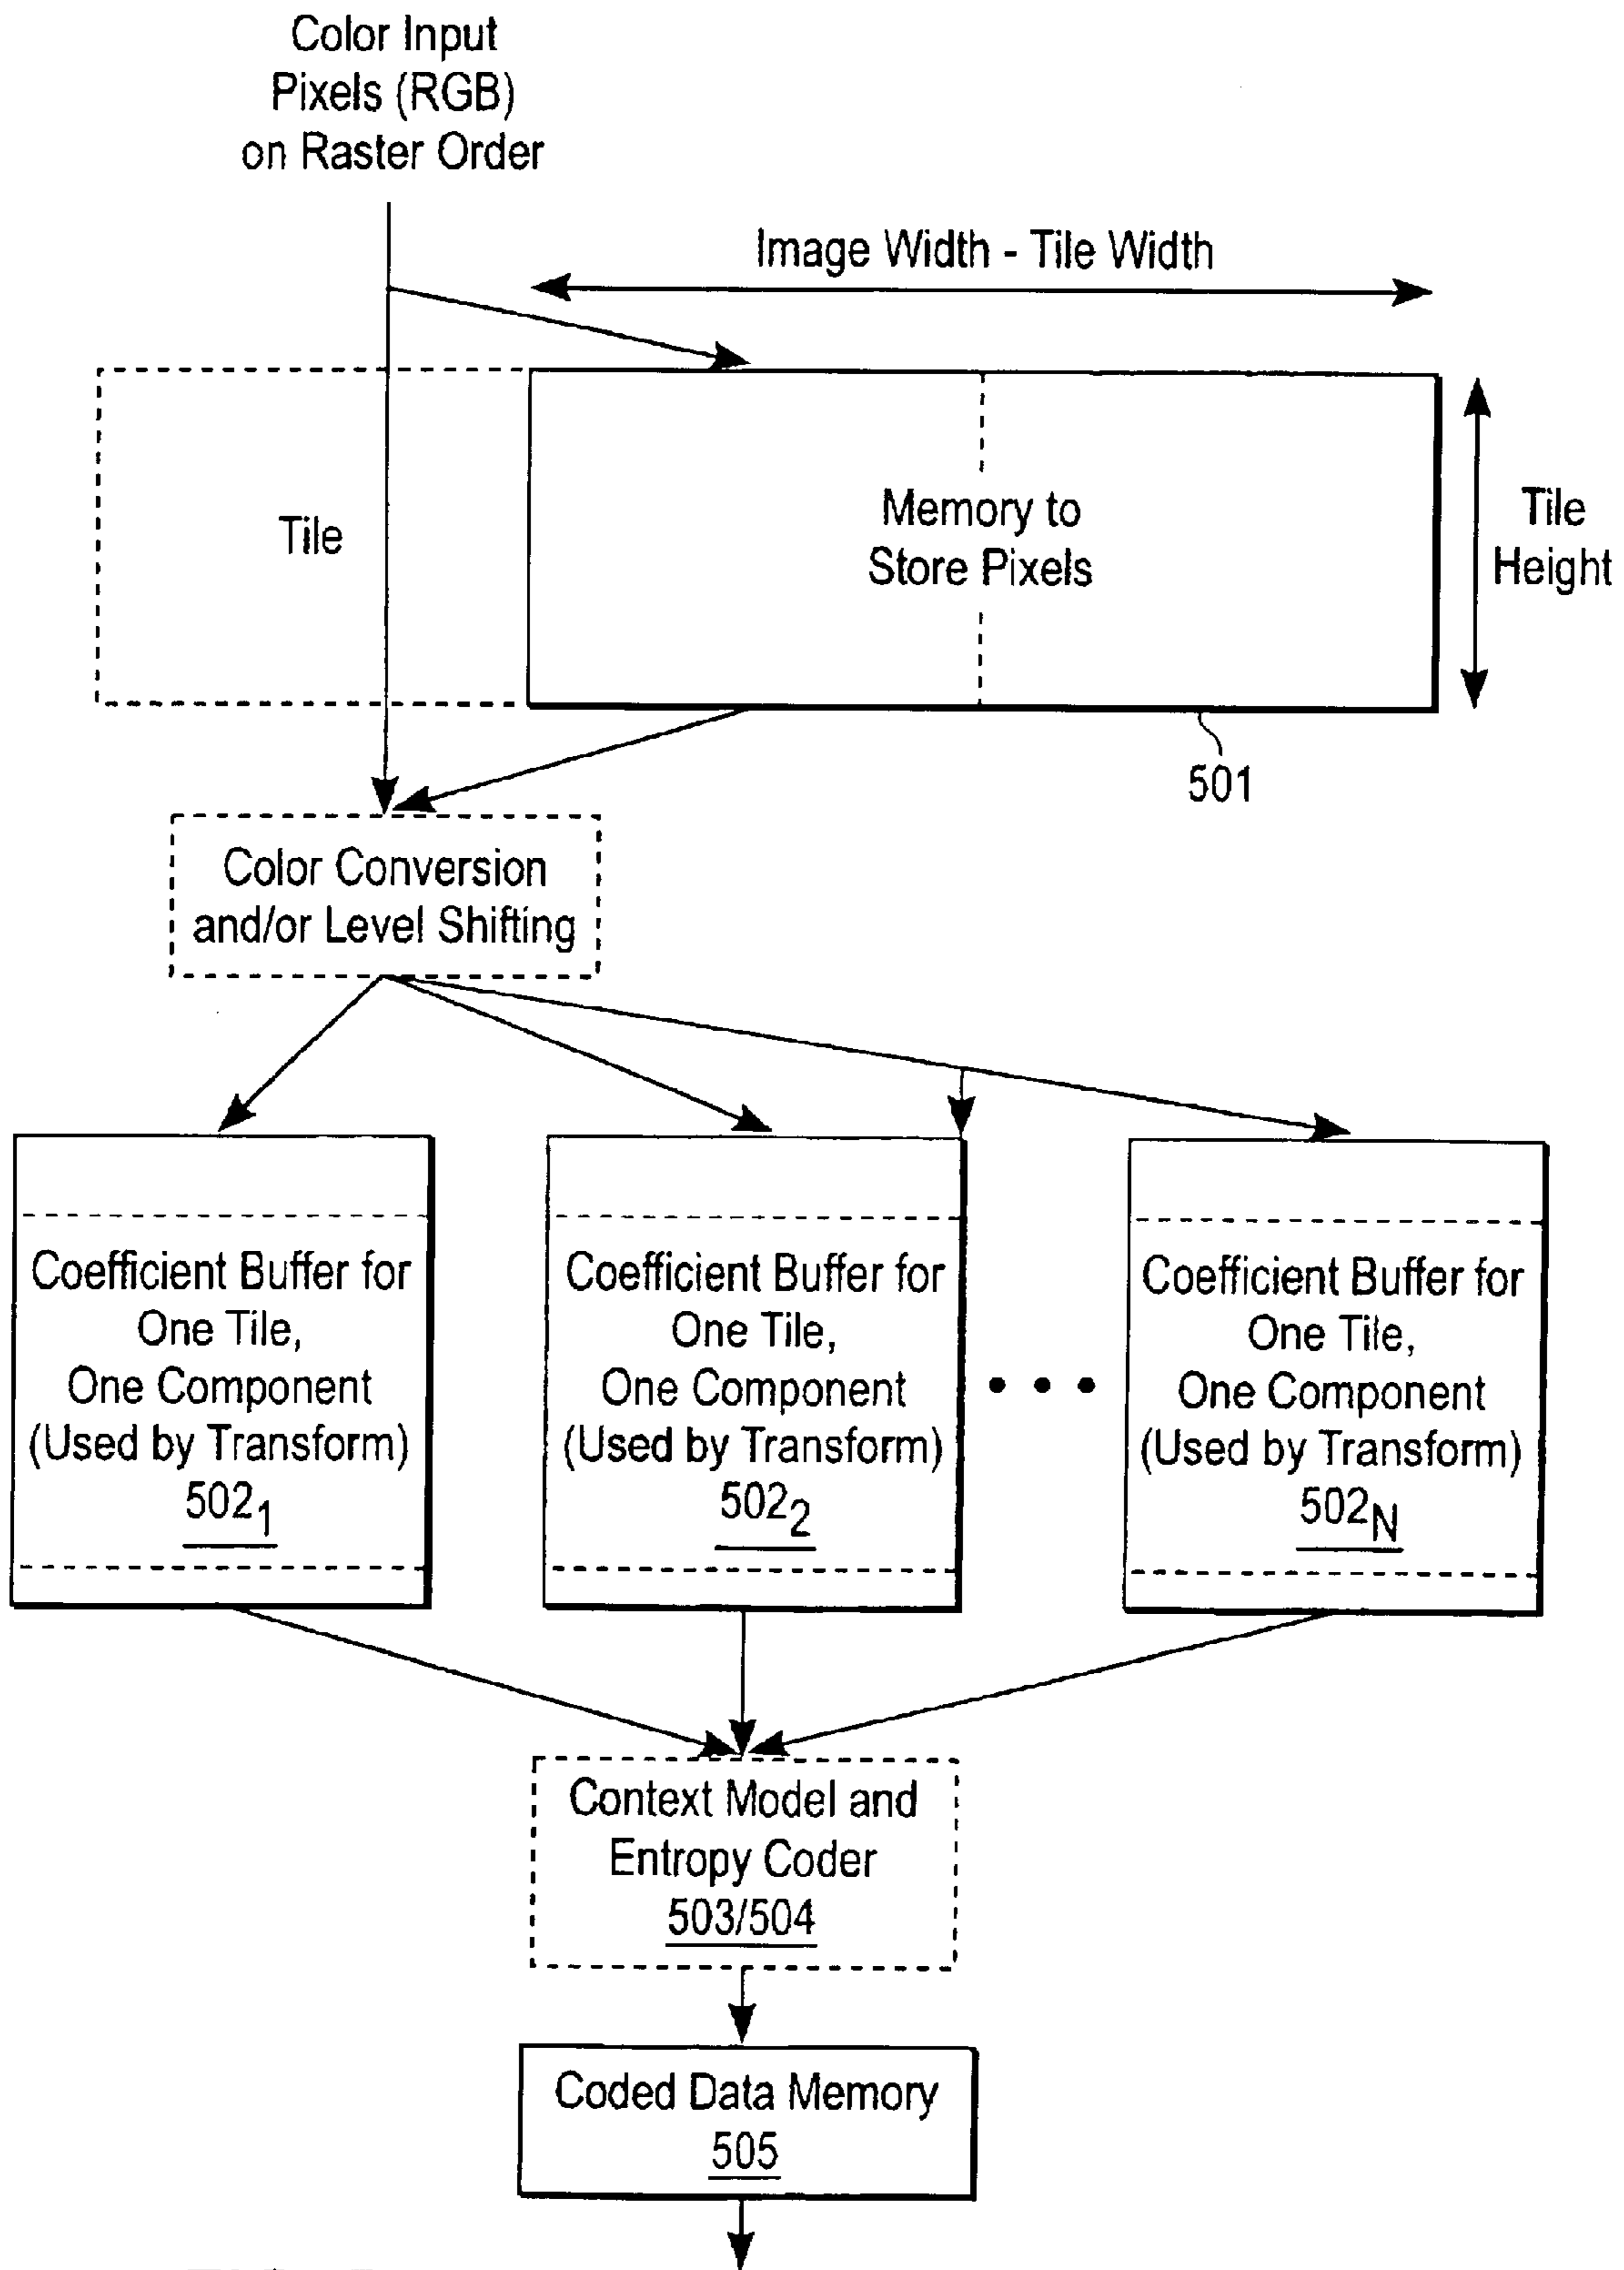 Color Input
Pixels (RGB)
on Raster Order
Image Width - Tile Width
Tile
Memory to
Store Pixels
Tile
Height
501
Color Conversion
and/or Level Shifting
Coefficient Buffer for
One Tile,
One Component
(Used by Transform)
502₁
Coefficient Buffer for
One Tile,
One Component
(Used by Transform)
502₂
• • •
Coefficient Buffer for
One Tile,
One Component
(Used by Transform)
502N
Context Model and
Entropy Coder
503/504
Coded Data Memory
505